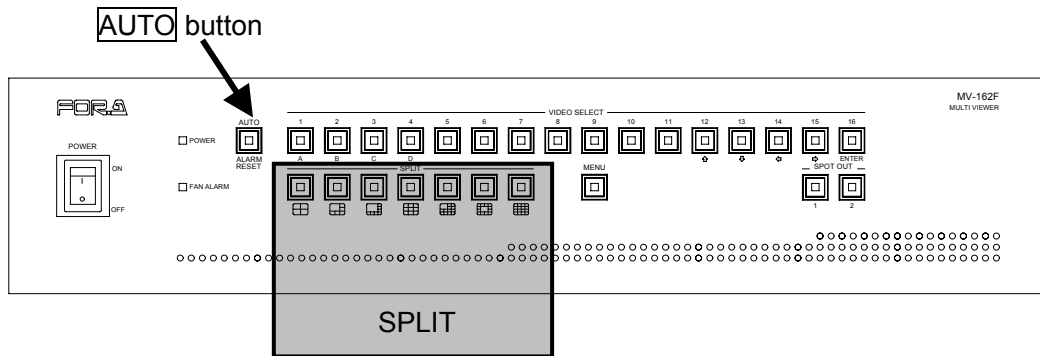 AUTO button
FOR.A
MV-162F
MULTI VIEWER
VIDEO SELECT
AUTO 1 2 3 4 5 6 7 8 9 10 11 12 13 14 15 16
POWER
POWER
ON
OFF
ALARM
RESET
A B C D
ENTER
SPLIT
MENU
SPOT OUT
FAN ALARM
1 2
SPLIT